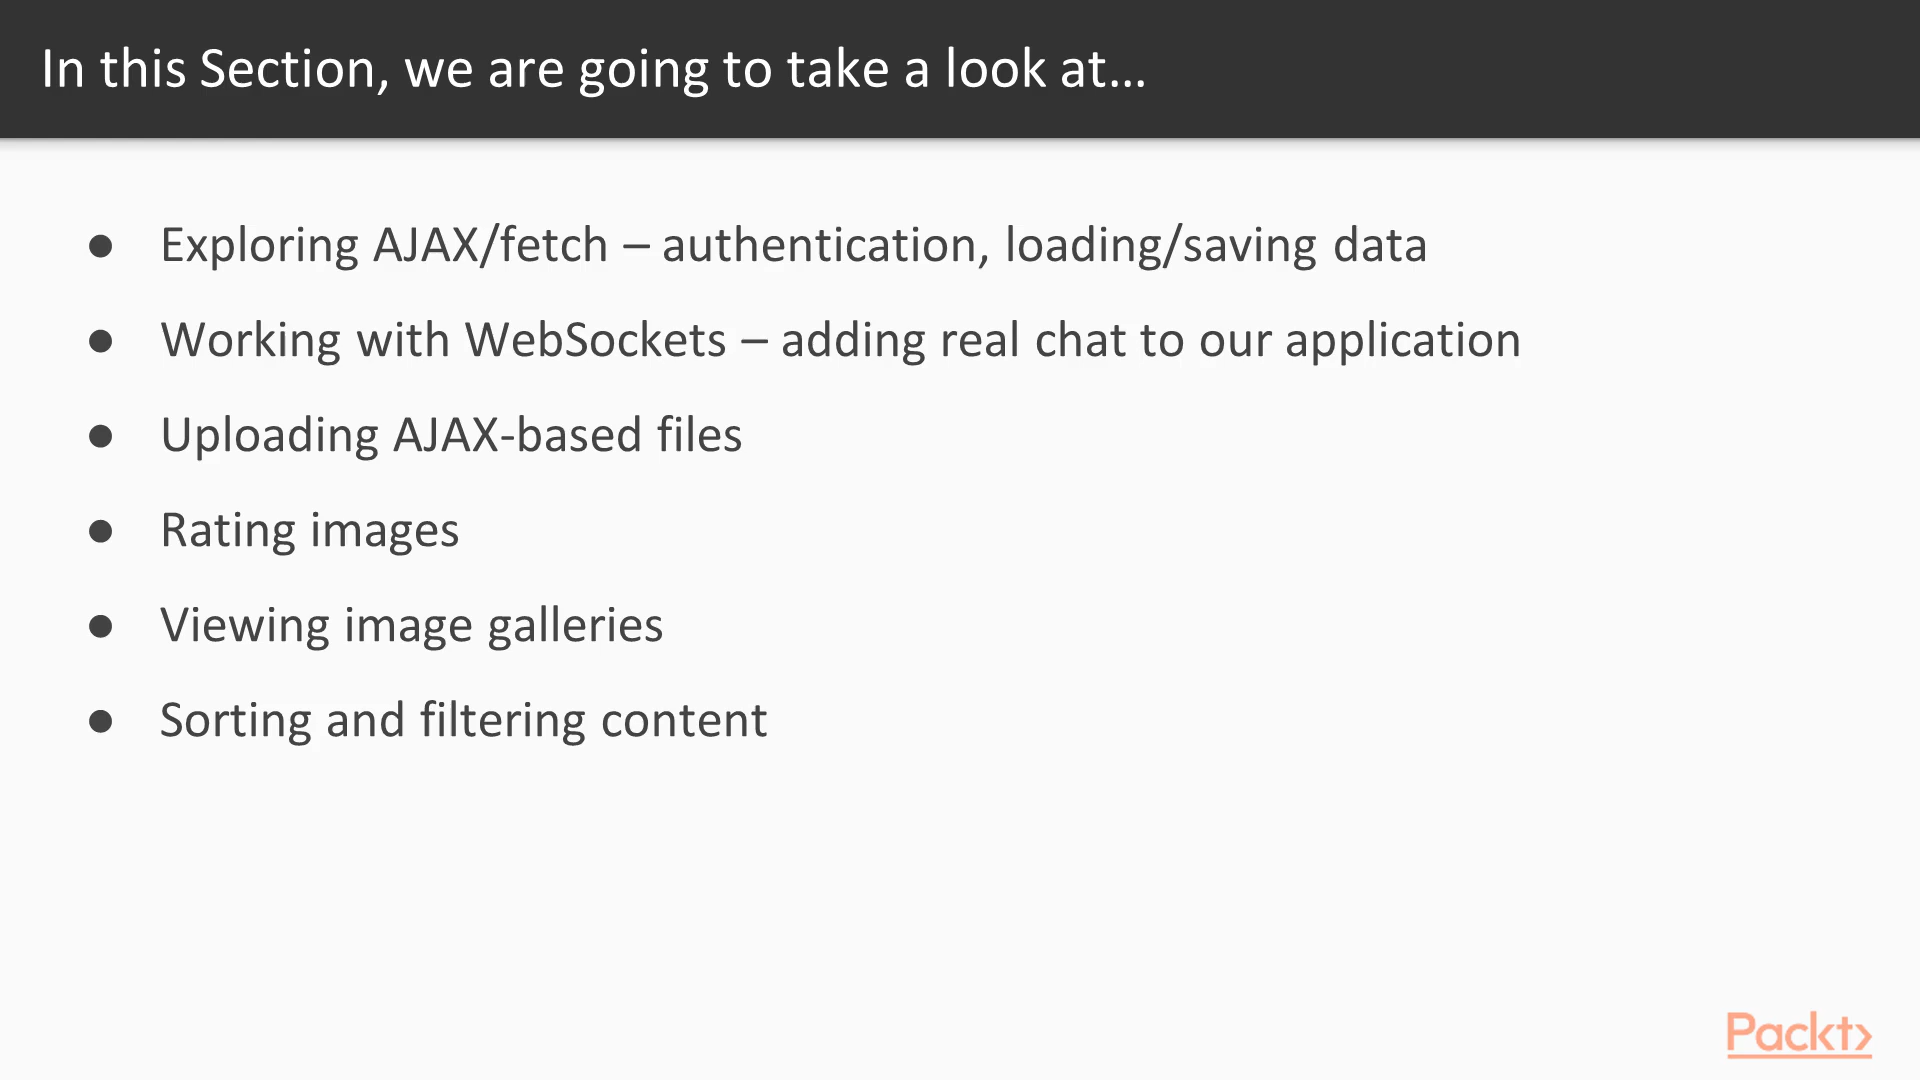 In this Section, we are going to take a look at...
● Exploring AJAX/fetch – authentication, loading/saving data
● Working with WebSockets – adding real chat to our application
● Uploading AJAX-based files
● Rating images
● Viewing image galleries
● Sorting and filtering content
Packt>